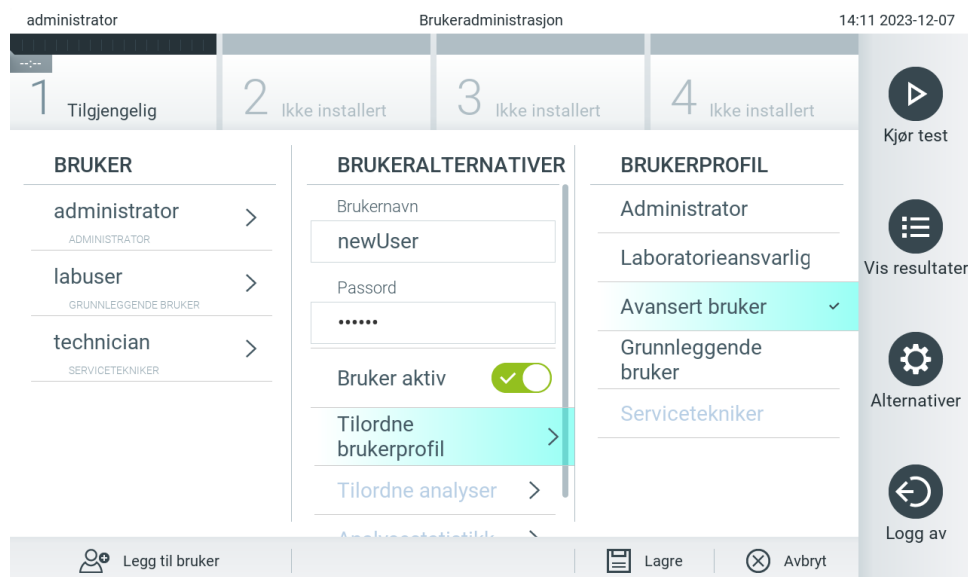 administrator
Brukeradministrasjon
14:11 2023-12-07
--:--
1 Tilgjengelig
2 Ikke installert
3 Ikke installert
4 Ikke installert
BRUKER
administrator
ADMINISTRATOR
labuser
GRUNNLEGGENDE BRUKER
technician
SERVICETEKNIKER
BRUKERALTERNATIVER
Brukernavn
newUser
Passord
••••••
Bruker aktiv
Tilordne
brukerprofil
Tilordne analyser
Analysestatistikk
BRUKERPROFIL
Administrator
Laboratorieansvarlig
Avansert bruker
Grunnleggende
bruker
Servicetekniker
Kjør test
Vis resultater
Alternativer
Logg av
Legg til bruker
Lagre
Avbryt